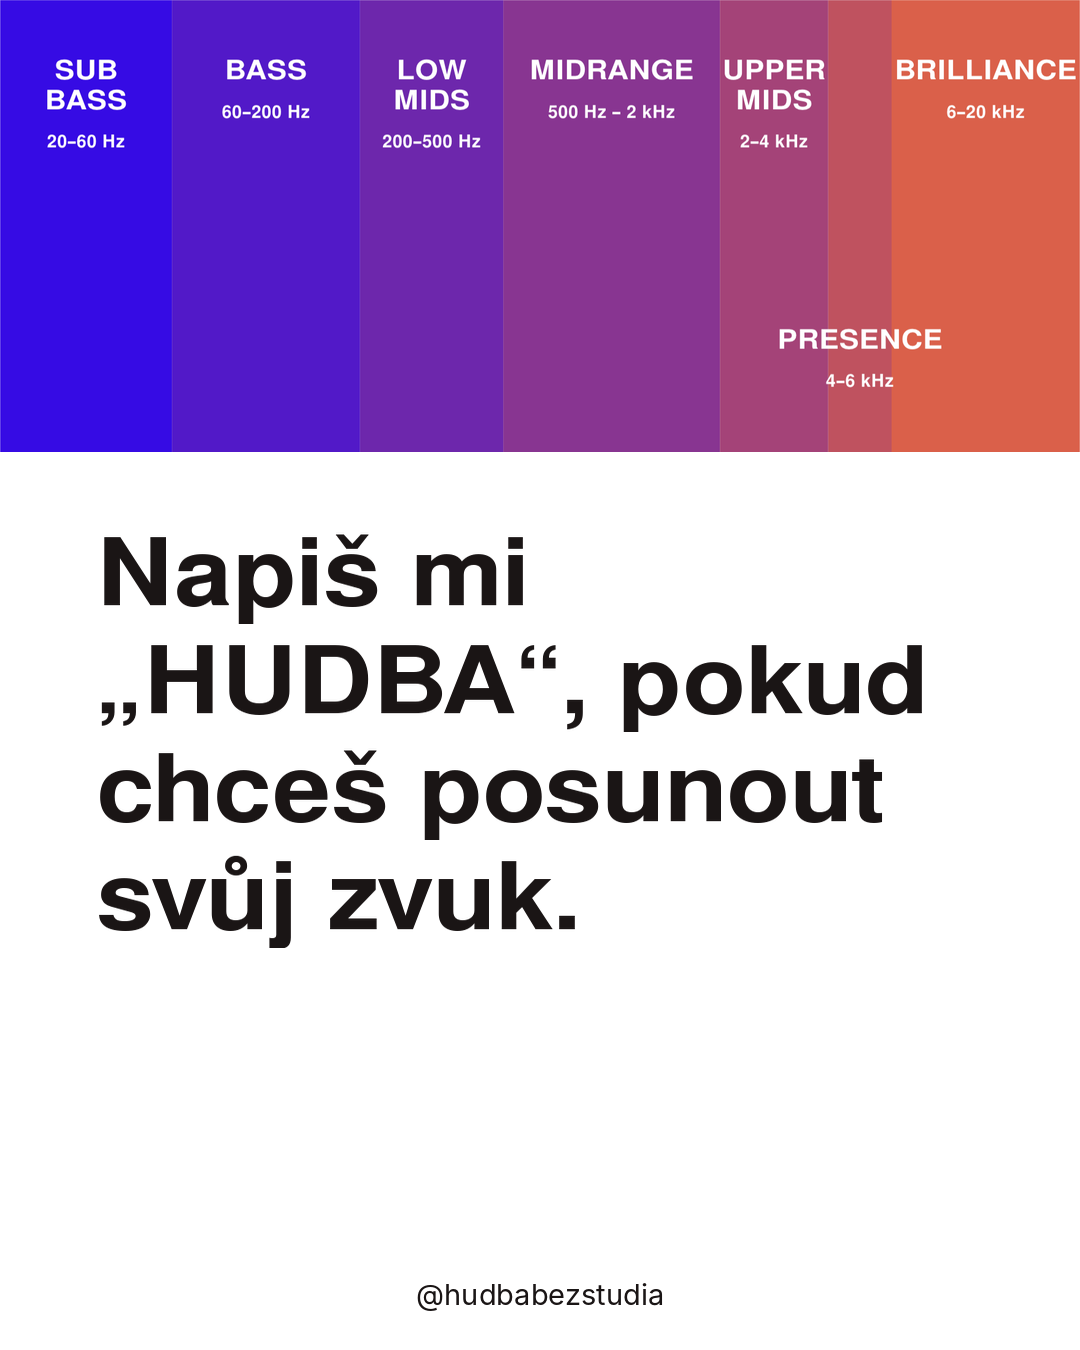 SUB
BASS
20–60 Hz
BASS
60–200 Hz
LOW
MIDS
200–500 Hz
MIDRANGE
500 Hz – 2 kHz
UPPER
MIDS
2–4 kHz
PRESENCE
4–6 kHz
BRILLIANCE
6–20 kHz
Napiš mi
„HUDBA“, pokud
chceš posunout
svůj zvuk.
@hudbabezstudia